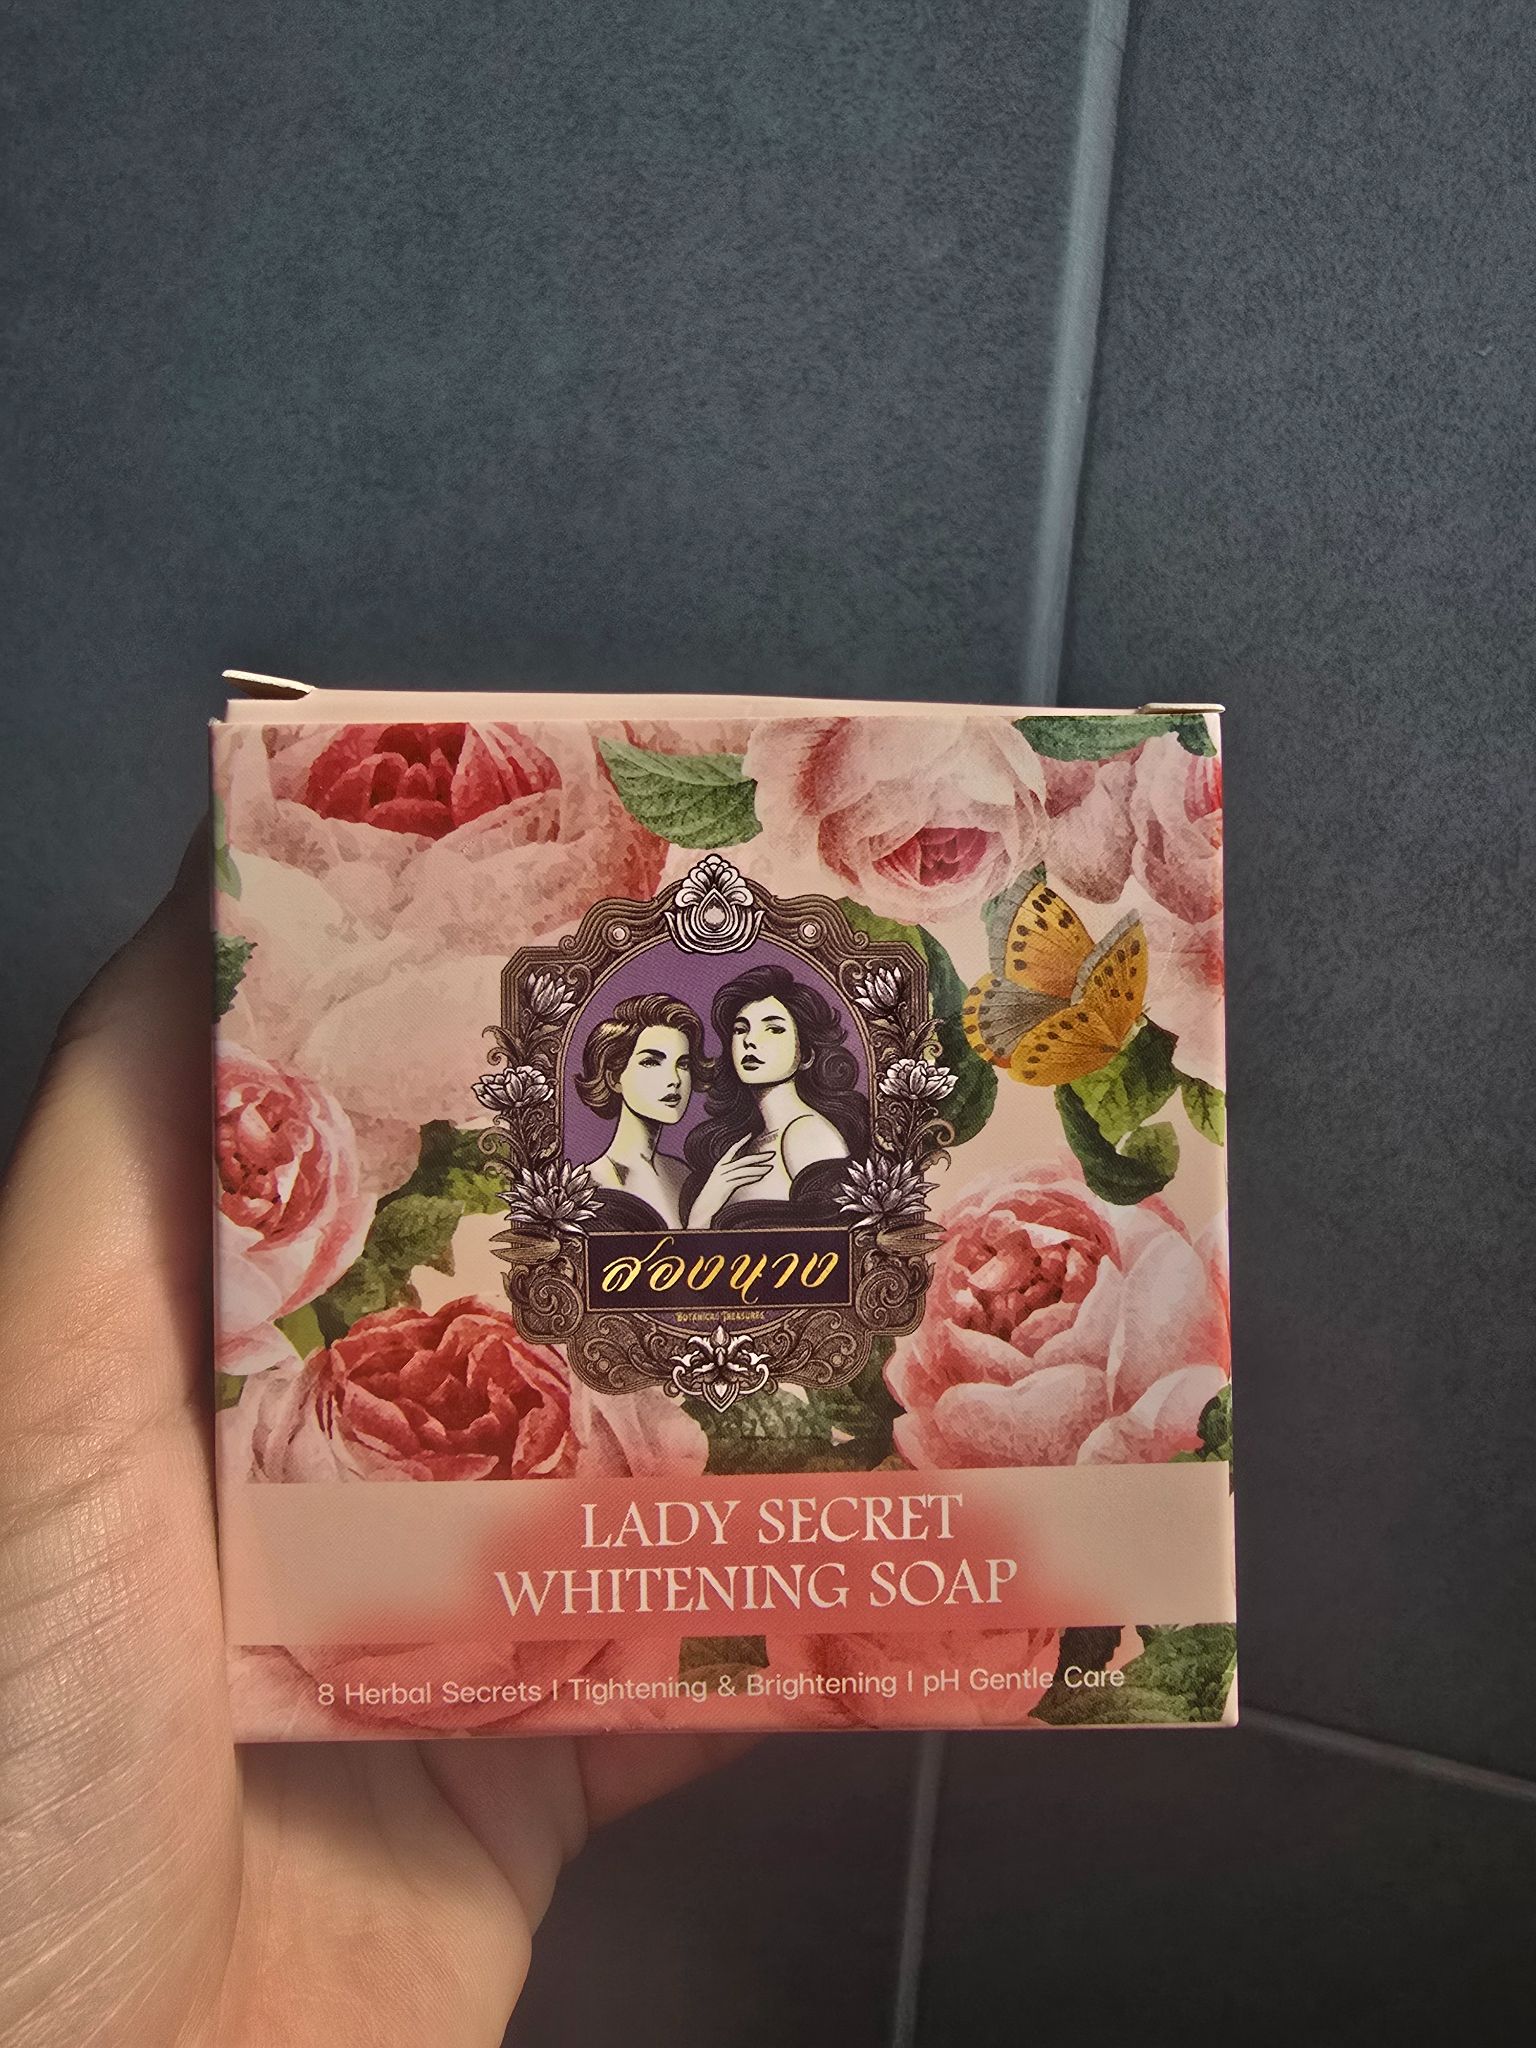 สองนาง
BOTANICAL TREASURES
LADY SECRET
WHITENING SOAP
8 Herbal Secrets | Tightening & Brightening | pH Gentle Care